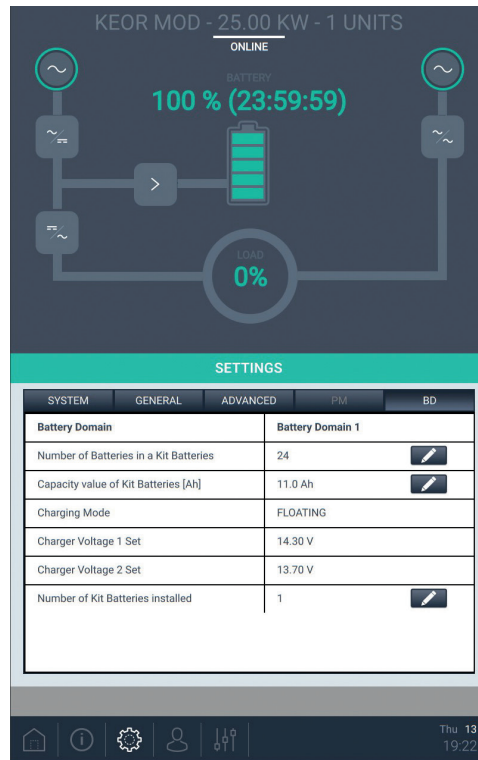 KEOR MOD - 25.00 KW - 1 UNITS
ONLINE
BATTERY
100 % (23:59:59)
LOAD
0%
SETTINGS
SYSTEM GENERAL ADVANCED PM BD
Battery Domain Battery Domain 1
Number of Batteries in a Kit Batteries 24
Capacity value of Kit Batteries [Ah] 11.0 Ah
Charging Mode FLOATING
Charger Voltage 1 Set 14.30 V
Charger Voltage 2 Set 13.70 V
Number of Kit Batteries installed 1
Thu 13
19:22